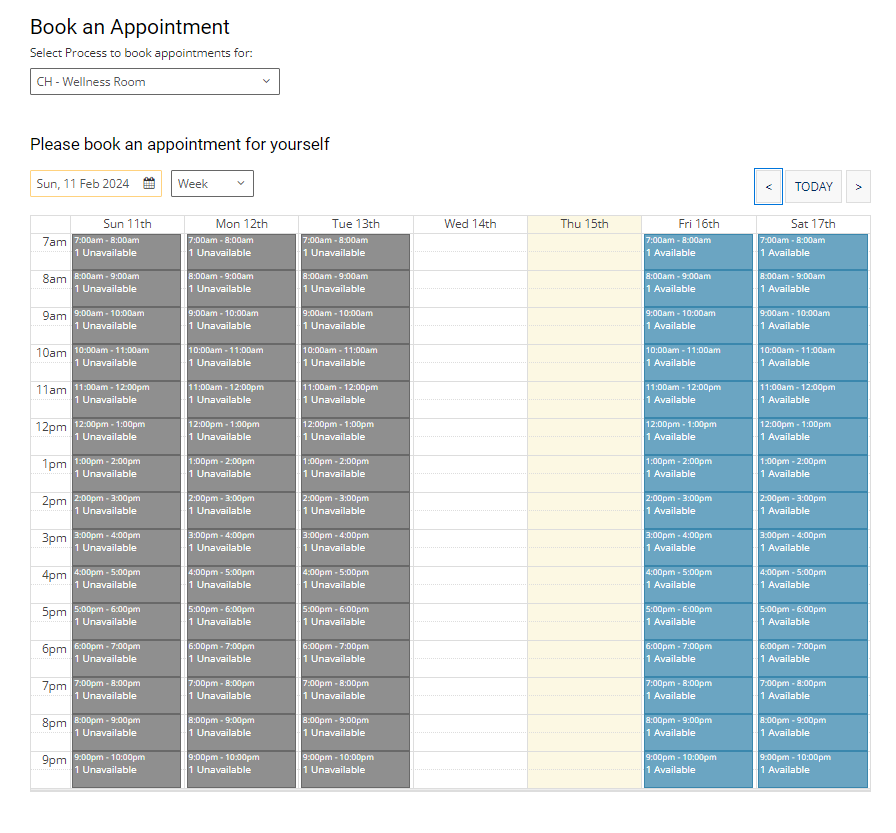 Book an Appointment
Select Process to book appointments for:
CH - Wellness Room
Please book an appointment for yourself
Sun, 11 Feb 2024 Week < TODAY >
Sun 11th Mon 12th Tue 13th Wed 14th Thu 15th Fri 16th Sat 17th
7am 7:00am - 8:00am 7:00am - 8:00am 7:00am - 8:00am 7:00am - 8:00am 7:00am - 8:00am
1 Unavailable 1 Unavailable 1 Unavailable 1 Available 1 Available
8am 8:00am - 9:00am 8:00am - 9:00am 8:00am - 9:00am 8:00am - 9:00am 8:00am - 9:00am
1 Unavailable 1 Unavailable 1 Unavailable 1 Available 1 Available
9am 9:00am - 10:00am 9:00am - 10:00am 9:00am - 10:00am 9:00am - 10:00am 9:00am - 10:00am
1 Unavailable 1 Unavailable 1 Unavailable 1 Available 1 Available
10am 10:00am - 11:00am 10:00am - 11:00am 10:00am - 11:00am 10:00am - 11:00am 10:00am - 11:00am
1 Unavailable 1 Unavailable 1 Unavailable 1 Available 1 Available
11am 11:00am - 12:00pm 11:00am - 12:00pm 11:00am - 12:00pm 11:00am - 12:00pm 11:00am - 12:00pm
1 Unavailable 1 Unavailable 1 Unavailable 1 Available 1 Available
12pm 12:00pm - 1:00pm 12:00pm - 1:00pm 12:00pm - 1:00pm 12:00pm - 1:00pm 12:00pm - 1:00pm
1 Unavailable 1 Unavailable 1 Unavailable 1 Available 1 Available
1pm 1:00pm - 2:00pm 1:00pm - 2:00pm 1:00pm - 2:00pm 1:00pm - 2:00pm 1:00pm - 2:00pm
1 Unavailable 1 Unavailable 1 Unavailable 1 Available 1 Available
2pm 2:00pm - 3:00pm 2:00pm - 3:00pm 2:00pm - 3:00pm 2:00pm - 3:00pm 2:00pm - 3:00pm
1 Unavailable 1 Unavailable 1 Unavailable 1 Available 1 Available
3pm 3:00pm - 4:00pm 3:00pm - 4:00pm 3:00pm - 4:00pm 3:00pm - 4:00pm 3:00pm - 4:00pm
1 Unavailable 1 Unavailable 1 Unavailable 1 Available 1 Available
4pm 4:00pm - 5:00pm 4:00pm - 5:00pm 4:00pm - 5:00pm 4:00pm - 5:00pm 4:00pm - 5:00pm
1 Unavailable 1 Unavailable 1 Unavailable 1 Available 1 Available
5pm 5:00pm - 6:00pm 5:00pm - 6:00pm 5:00pm - 6:00pm 5:00pm - 6:00pm 5:00pm - 6:00pm
1 Unavailable 1 Unavailable 1 Unavailable 1 Available 1 Available
6pm 6:00pm - 7:00pm 6:00pm - 7:00pm 6:00pm - 7:00pm 6:00pm - 7:00pm 6:00pm - 7:00pm
1 Unavailable 1 Unavailable 1 Unavailable 1 Available 1 Available
7pm 7:00pm - 8:00pm 7:00pm - 8:00pm 7:00pm - 8:00pm 7:00pm - 8:00pm 7:00pm - 8:00pm
1 Unavailable 1 Unavailable 1 Unavailable 1 Available 1 Available
8pm 8:00pm - 9:00pm 8:00pm - 9:00pm 8:00pm - 9:00pm 8:00pm - 9:00pm 8:00pm - 9:00pm
1 Unavailable 1 Unavailable 1 Unavailable 1 Available 1 Available
9pm 9:00pm - 10:00pm 9:00pm - 10:00pm 9:00pm - 10:00pm 9:00pm - 10:00pm 9:00pm - 10:00pm
1 Unavailable 1 Unavailable 1 Unavailable 1 Available 1 Available